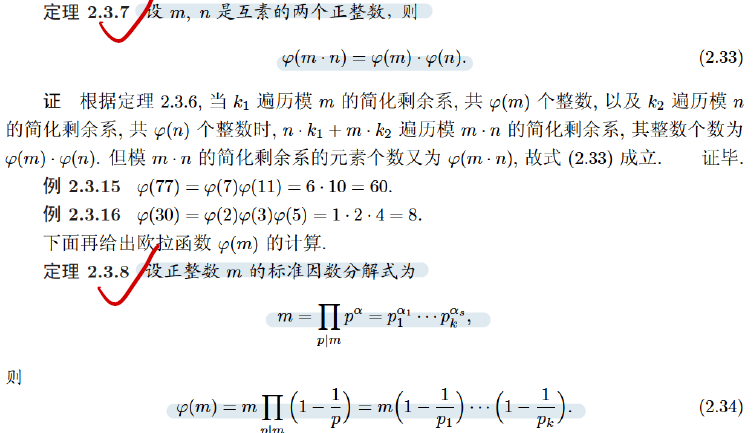 定理 2.3.7 设 m, n 是互素的两个正整数, 则
φ(m · n) = φ(m) · φ(n). (2.33)
证 根据定理 2.3.6, 当 k₁ 遍历模 m 的简化剩余系, 共 φ(m) 个整数, 以及 k₂ 遍历模 n
的简化剩余系, 共 φ(n) 个整数时, n · k₁ + m · k₂ 遍历模 m · n 的简化剩余系, 其整数个数为
φ(m) · φ(n). 但模 m · n 的简化剩余系的元素个数又为 φ(m · n), 故式 (2.33) 成立. 证毕.
例 2.3.15 φ(77) = φ(7)φ(11) = 6 · 10 = 60.
例 2.3.16 φ(30) = φ(2)φ(3)φ(5) = 1 · 2 · 4 = 8.
下面再给出欧拉函数 φ(m) 的计算.
定理 2.3.8 设正整数 m 的标准因数分解式为
m = ∏_{p|m} p^α = p₁^{α₁} ··· p_k^{α_s},
则
φ(m) = m ∏_{p|m} (1 − 1/p) = m(1 − 1/p₁) ··· (1 − 1/p_k). (2.34)